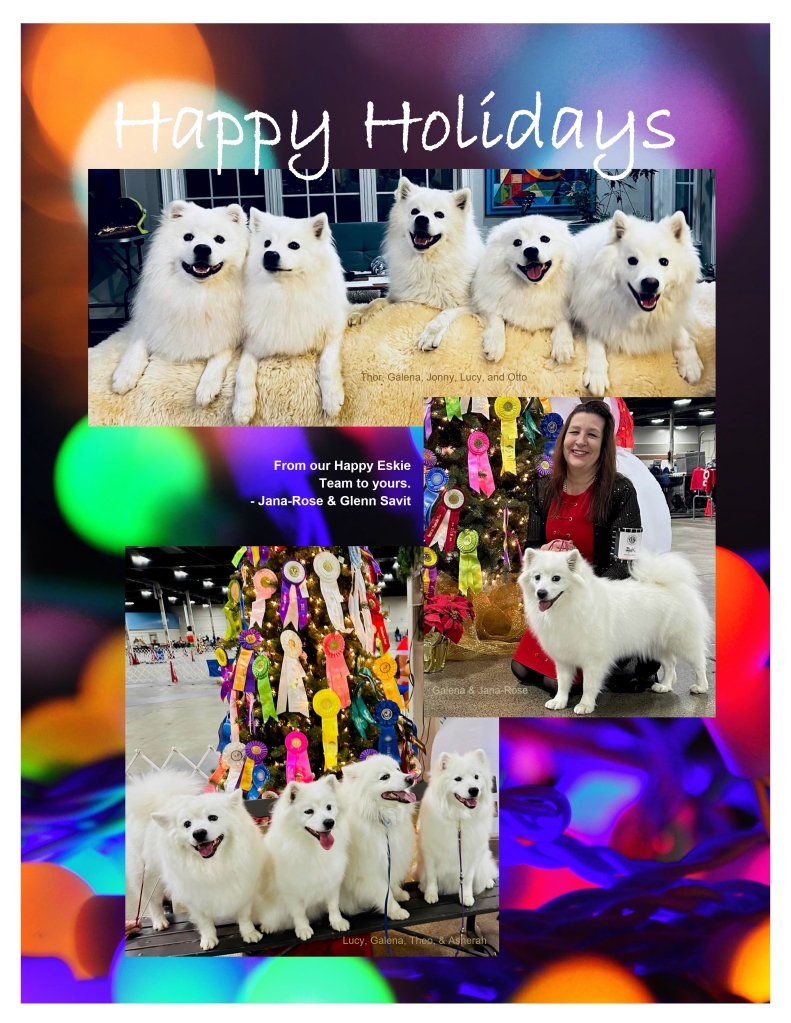 Happy Holidays
Thor, Galena, Jonny, Lucy, and Otto
From our Happy Eskie
Team to yours.
- Jana-Rose & Glenn Savit
Galena & Jana-Rose
Lucy, Galena, Theo, & Asherah